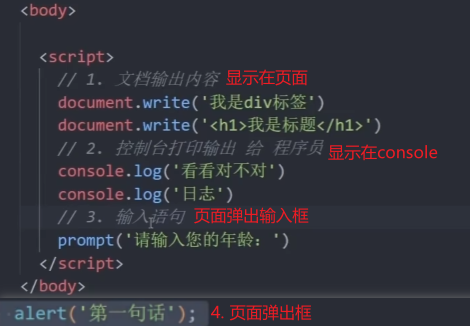 <body>
<script>
// 1. 文档输出内容 显示在页面
document.write('我是div标签')
document.write('<h1>我是标题</h1>')
// 2. 控制台打印输出 给 程序员 显示在console
console.log('看看对不对')
console.log('日志')
// 3. 输入语句 页面弹出输入框
prompt('请输入您的年龄：')
</script>
</body>
alert('第一句话'); 4. 页面弹出框